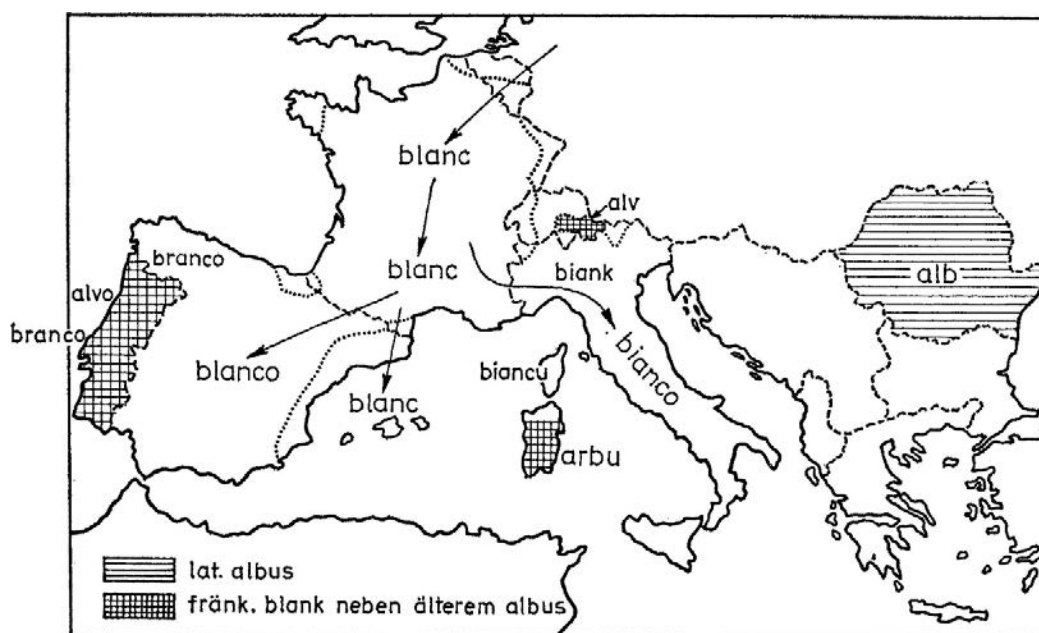 blanc
alv
branco
blanc
biank
alb
alvo
branco
blanco
blanc
biancu
bianco
arbu
lat. albus
fränk. blank neben älterem albus